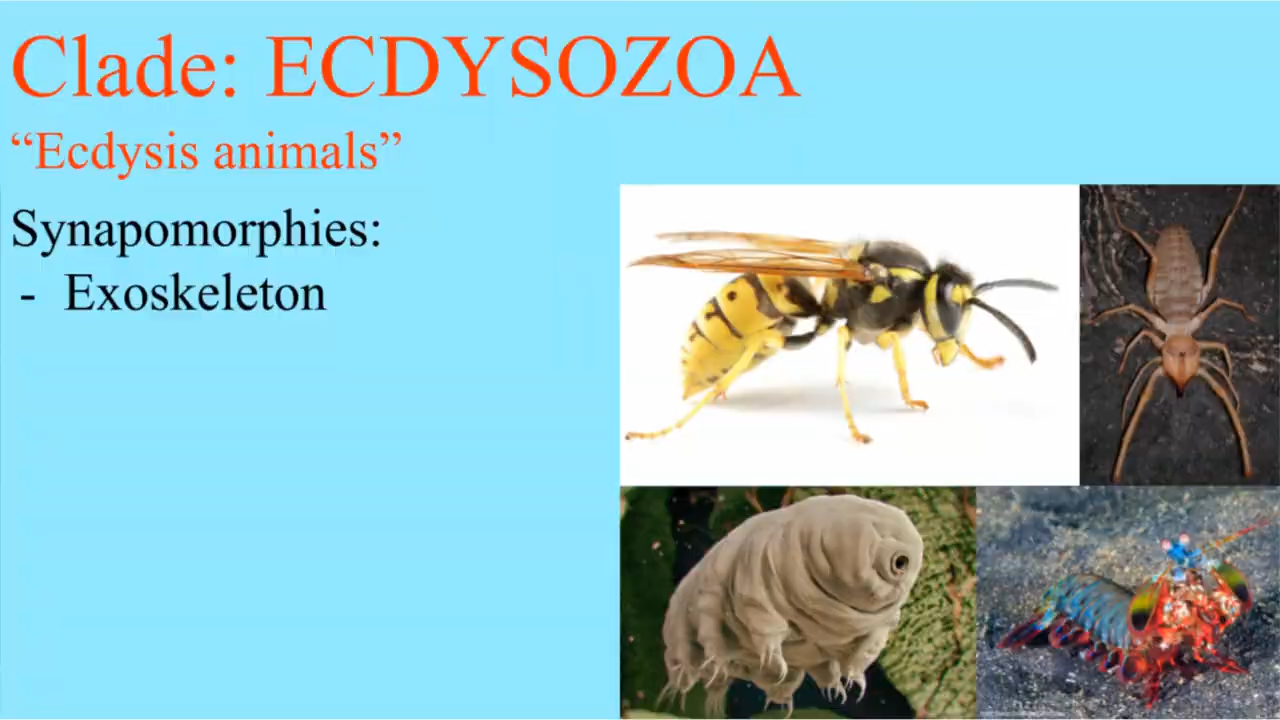 Clade: ECDYSOZOA
“Ecdysis animals”
Synapomorphies:
- Exoskeleton